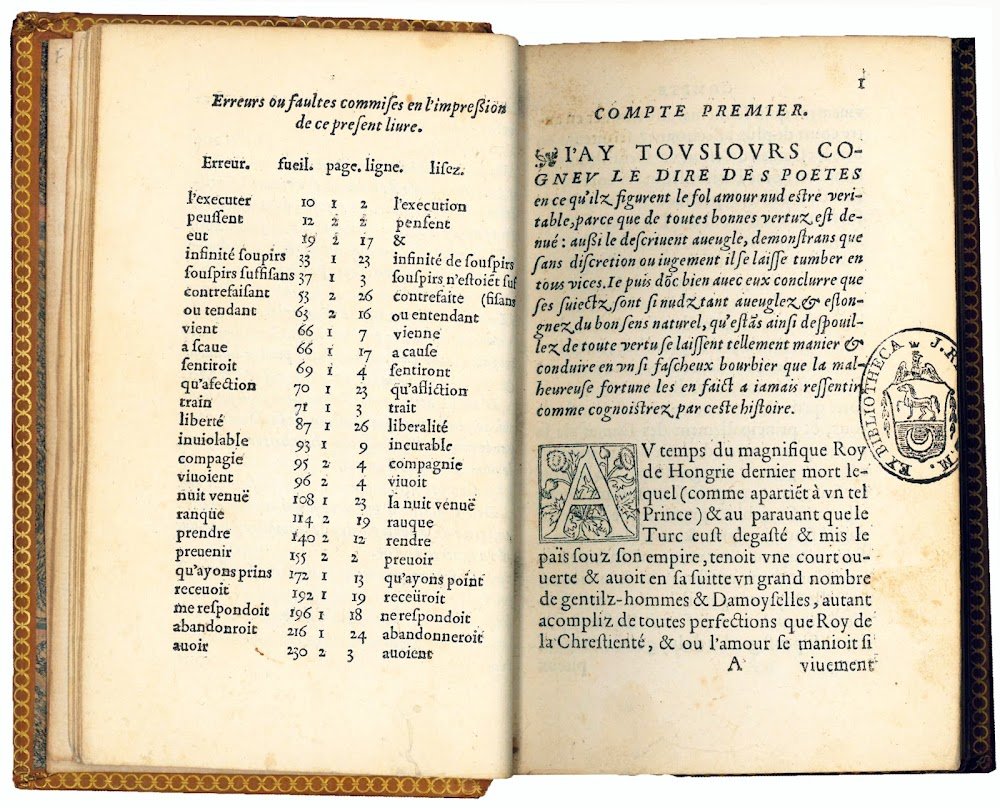 Erreurs ou faultes commiſes en l'impreſsion
de ce preſent liure.
Erreur. fueil. page. ligne. liſez.
l'executer 10 1 2 l'execution
peuſſent 12 2 2 penſent
eut 19 2 17 &
infinité ſoupirs 33 1 23 infinité de ſouſpirs
ſouſpirs ſuffiſans 37 1 3 ſouſpirs n'eſtoiẽt ſuf
contrefaiſant 53 2 26 contrefaite (fiſans
ou tendant 63 2 16 ou entendant
vient 66 1 7 vienne
a ſcaue 66 1 17 a cauſe
ſentiroit 69 1 4 ſentiront
qu'afection 70 1 23 qu'afliction
train 71 1 3 trait
liberté 87 1 26 liberalité
inuiolable 93 1 9 incurable
compagie 95 2 4 compagnie
viuoient 96 2 4 viuoit
nuit venuë 108 1 23 la nuit venuë
ranque 114 2 19 rauque
prendre 140 2 12 rendre
preuenir 155 2 2 preuoir
qu'ayons prins 172 1 13 qu'ayons point
receuoit 192 1 19 receüroit
me reſpondoit 196 1 18 ne reſpondoit
abandonroit 216 1 24 abandonneroit
auoir 230 2 3 auoient
1
COMPTE PREMIER.
I'AY TOVSIOVRS CO-
GNEV LE DIRE DES POETES
en ce qu'ilz figurent le fol amour nud eſtre veri-
table, parce que de toutes bonnes vertuz eſt de-
nué: außi le deſcriuent aueugle, demonſtrans que
ſans diſcretion ou iugement il ſe laiſſe tumber en
tous vices. Ie puis dõc bien auec eux conclurre que
ſes ſuiectz ſont ſi nudz tant aueuglez & eſlon-
gnez du bon ſens naturel, qu'eſtãs ainſi deſpouil-
lez de toute vertu ſe laiſſent tellement manier &
conduire en vn ſi faſcheux bourbier que la mal-
heureuſe fortune les en faict a iamais reſſentir
comme cognoiſtrez par ceſte hiſtoire.
AV temps du magnifique Roy
de Hongrie dernier mort le-
quel (comme apartiẽt à vn tel
Prince) & au parauant que le
Turc euſt degaſté & mis le
païs ſouz ſon empire, tenoit vne court ou-
uerte & auoit en ſa ſuitte vn grand nombre
de gentilz-hommes & Damoyſelles, autant
acompliz de toutes perfections que Roy de
la Chreſtienté, & ou l'amour ſe manioit ſi
A viuement
EX BIBLIOTHECA J. R.
M.